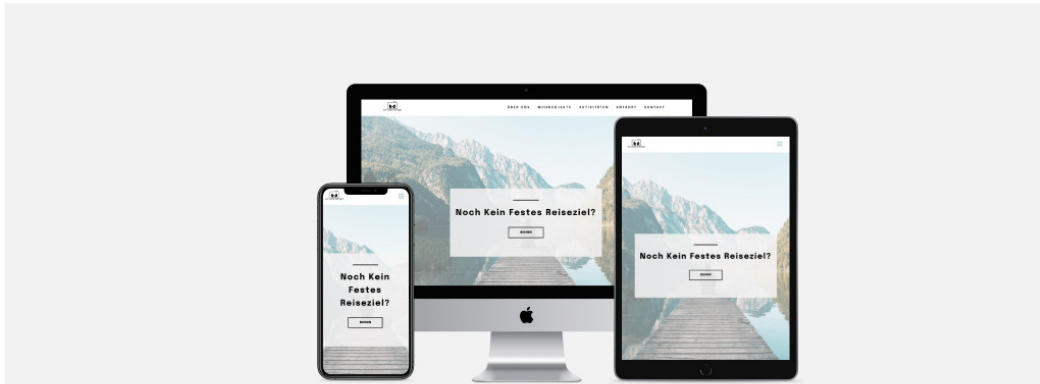 ÜBER UNS WOHNOBJEKTE AKTIVITÄTEN ANFAHRT KONTAKT
Noch Kein Festes Reiseziel?
Noch Kein Festes Reiseziel?
Noch Kein
Festes
Reiseziel?